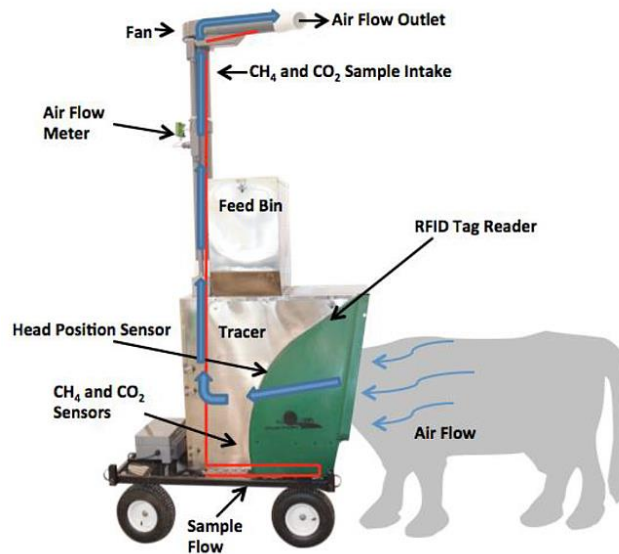 Fan
Air Flow Outlet
CH₄ and CO₂ Sample Intake
Air Flow
Meter
Feed Bin
RFID Tag Reader
Head Position Sensor
Tracer
CH₄ and CO₂
Sensors
Air Flow
Sample
Flow